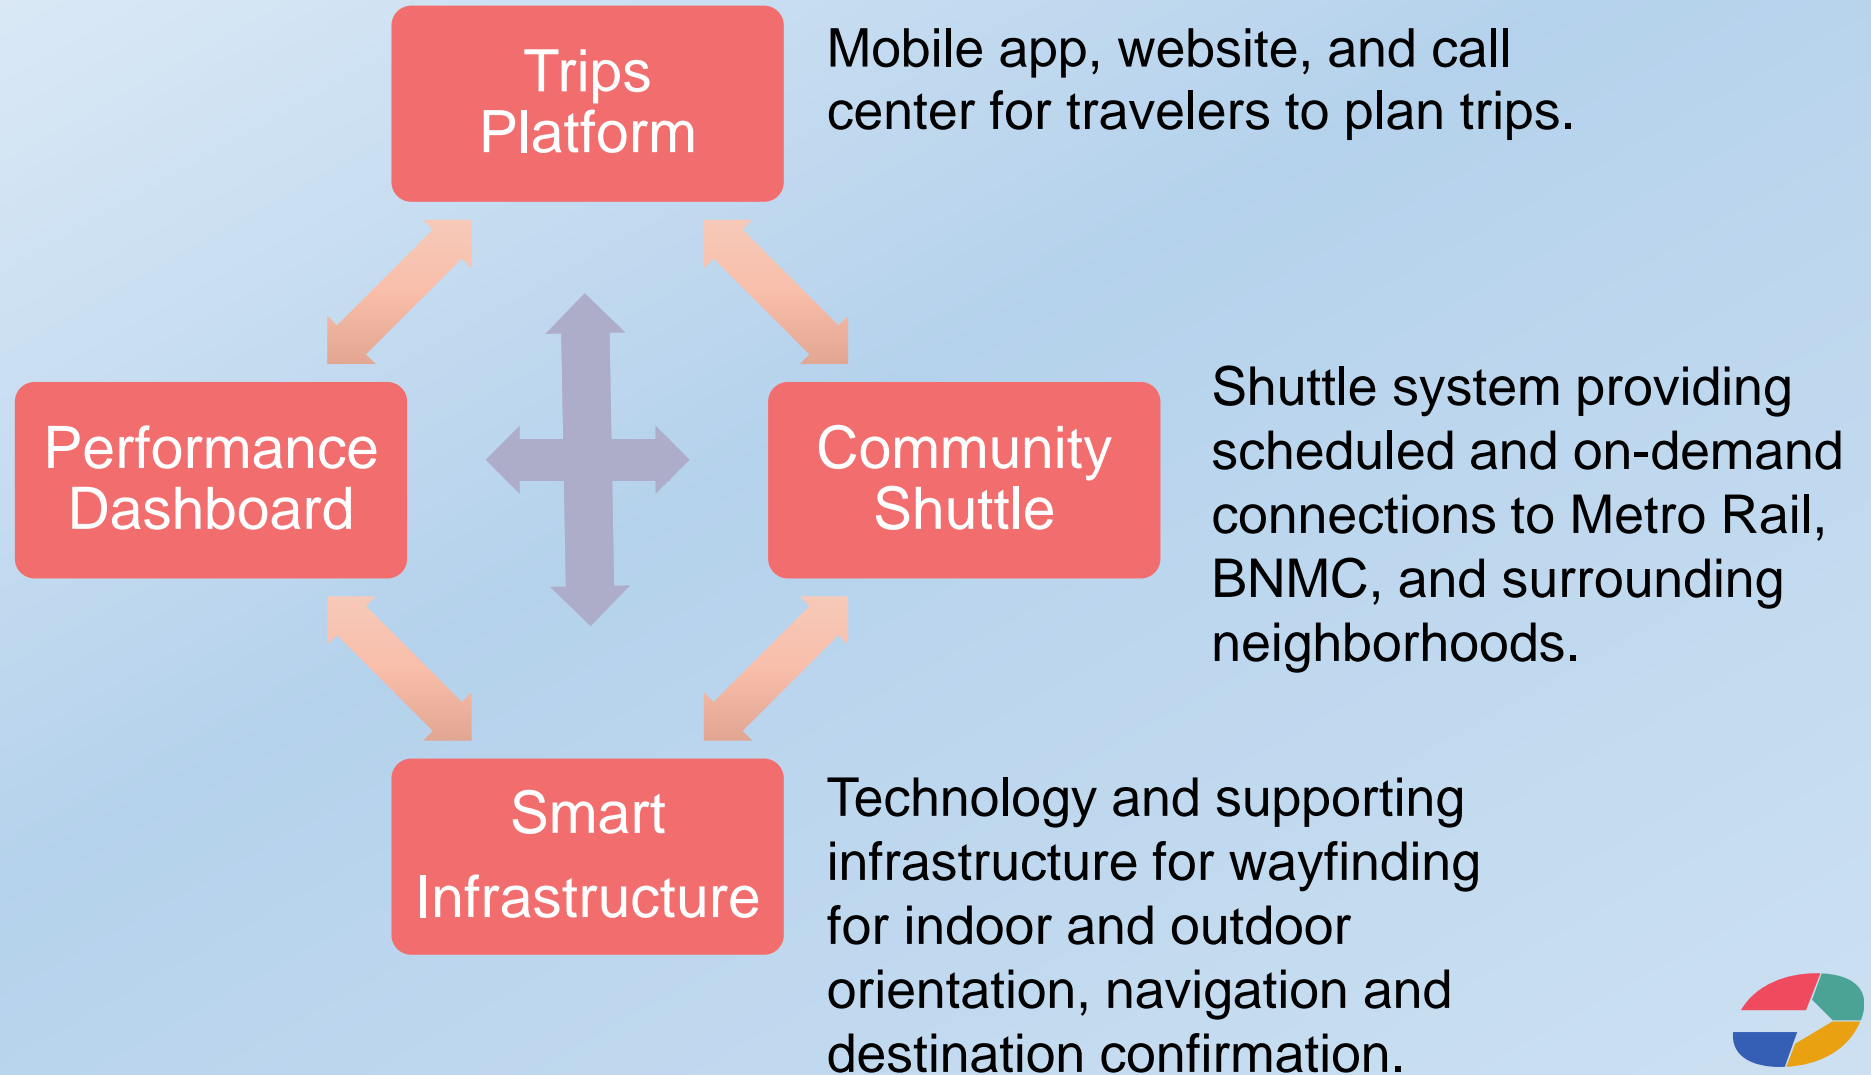 Trips
Platform
Mobile app, website, and call
center for travelers to plan trips.
Performance
Dashboard
Community
Shuttle
Shuttle system providing
scheduled and on-demand
connections to Metro Rail,
BNMC, and surrounding
neighborhoods.
Smart
Infrastructure
Technology and supporting
infrastructure for wayfinding
for indoor and outdoor
orientation, navigation and
destination confirmation.